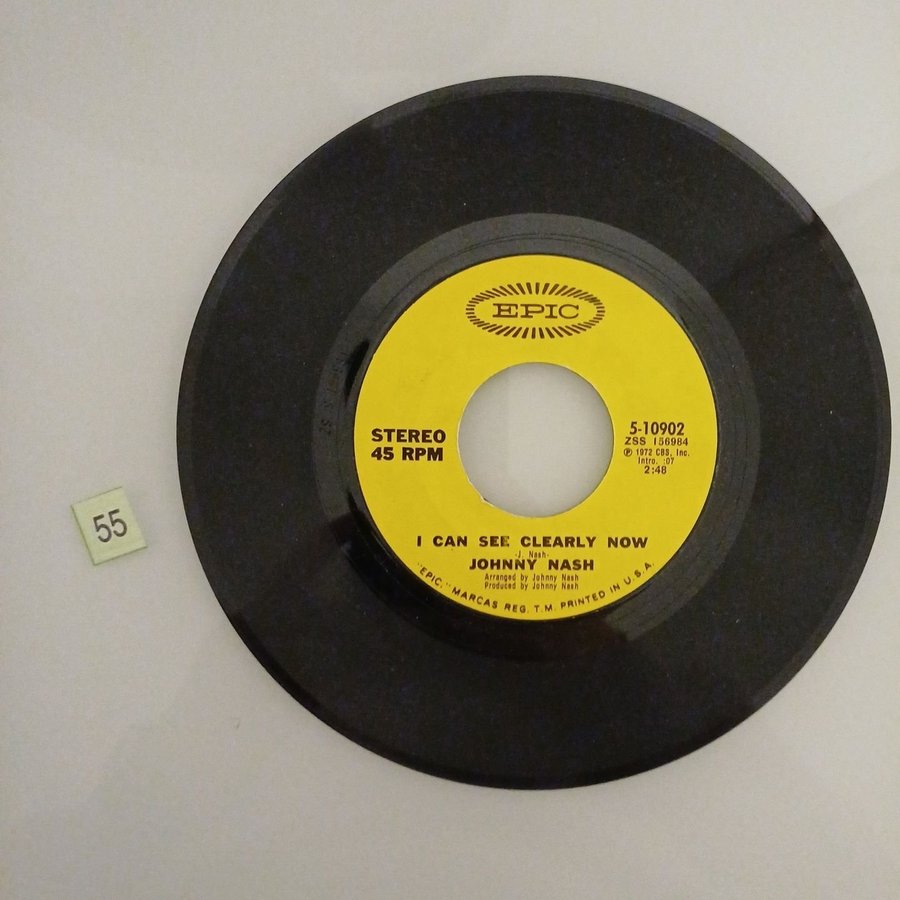 EPIC
STEREO
45 RPM
5-10902
ZSS 156984
Ⓟ 1972 CBS, Inc.
Intro. :07
2:48
I CAN SEE CLEARLY NOW
-J. Nash-
JOHNNY NASH
Arranged by Johnny Nash
Produced by Johnny Nash
"EPIC," MARCAS REG. T.M. PRINTED IN U.S.A.
55